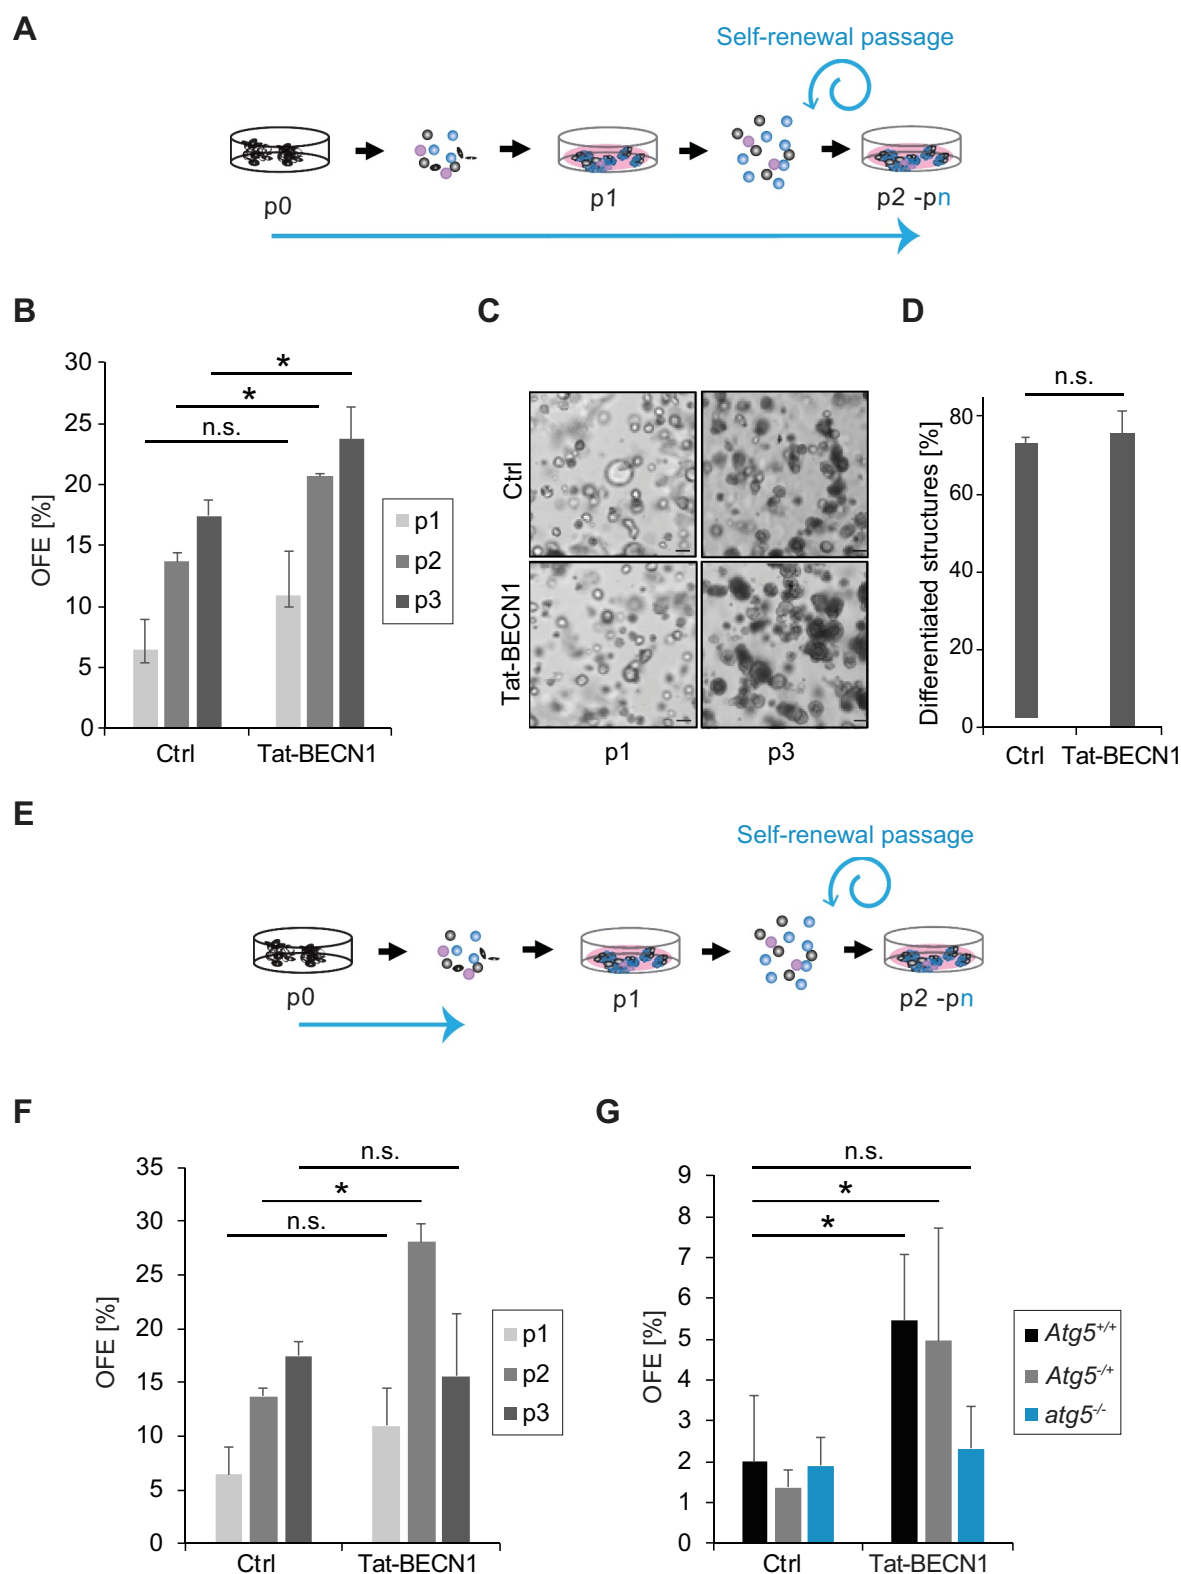 A
Self-renewal passage
p0
p1
p2 -pn
B
OFE [%]
30
25
20
15
10
5
0
*
*
n.s.
p1
p2
p3
Ctrl
Tat-BECN1
C
Ctrl
Tat-BECN1
p1
p3
D
Differentiated structures [%]
n.s.
80
60
40
20
0
Ctrl
Tat-BECN1
E
Self-renewal passage
p0
p1
p2 -pn
F
OFE [%]
35
30
25
20
15
10
5
0
n.s.
*
n.s.
p1
p2
p3
Ctrl
Tat-BECN1
G
OFE [%]
9
8
7
6
5
4
3
2
1
0
n.s.
*
*
Atg5+/+
Atg5-/+
atg5-/-
Ctrl
Tat-BECN1